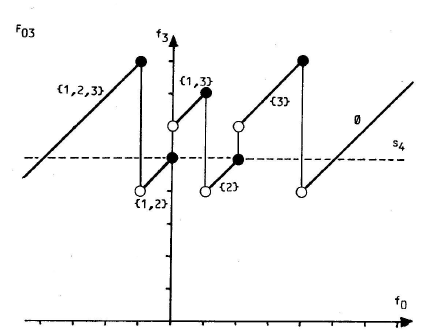 F03
f3
{1,2,3}
{1,3}
{3}
Ø
s4
{1,2}
{2}
f0